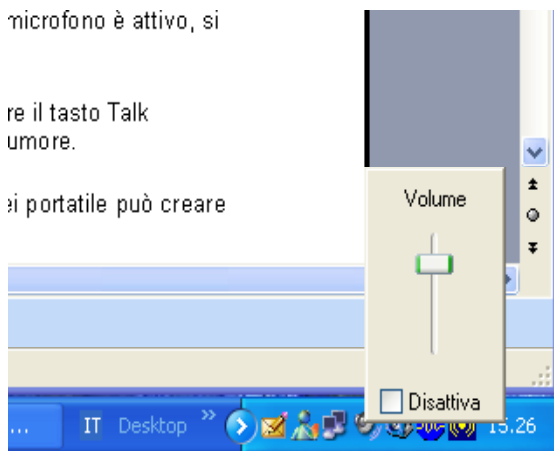 microfono è attivo, si
re il tasto Talk
umore.
ei portatile può creare
Volume
Disattiva
... IT Desktop » 15.26